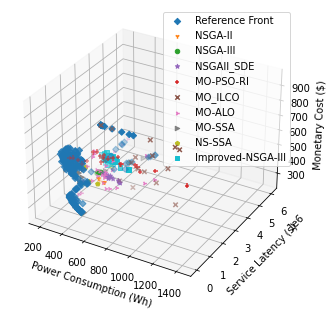 Reference Front
NSGA-II
NSGA-III
NSGAII_SDE
MO-PSO-RI
MO_ILCO
MO-ALO
MO-SSA
NS-SSA
Improved-NSGA-III
900
800
700
600
500
400
300
Monetary Cost ($)
200
400
600
800
1000
1200
1400
Power Consumption (Wh)
0
1
2
3
4
5
6
Service Latency (s)
1e6